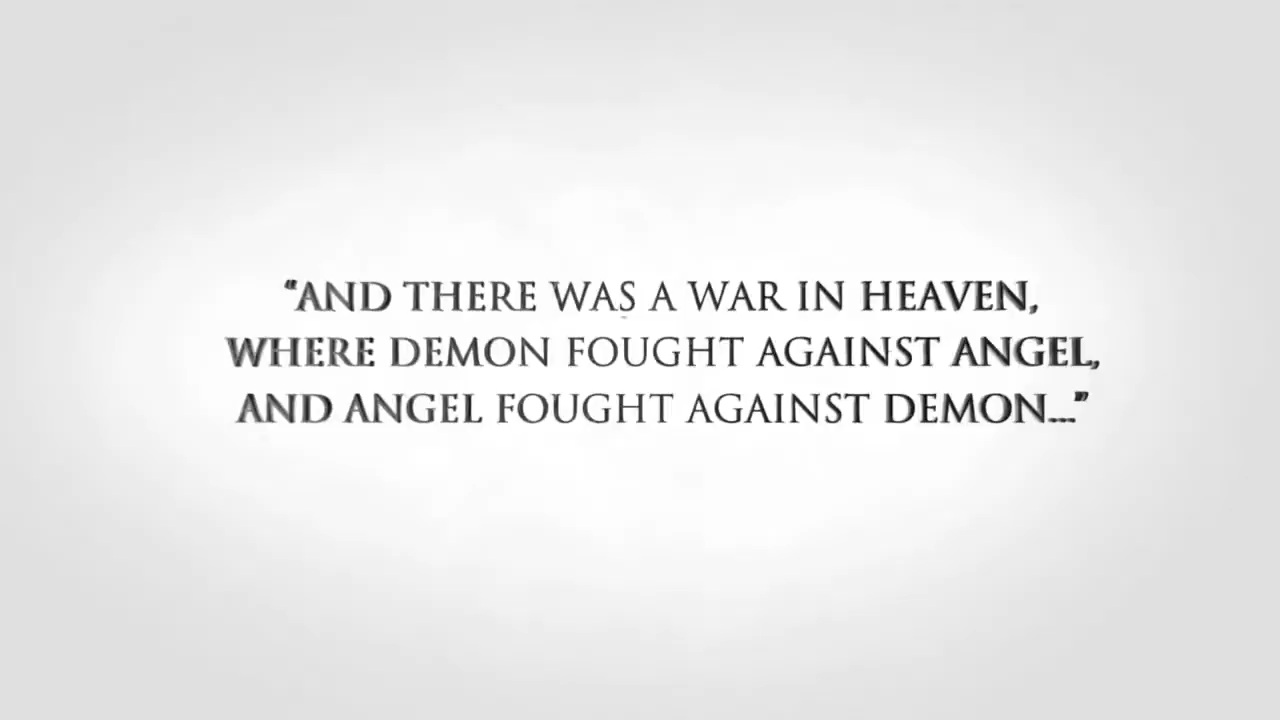 “AND THERE WAS A WAR IN HEAVEN,
WHERE DEMON FOUGHT AGAINST ANGEL,
AND ANGEL FOUGHT AGAINST DEMON...”